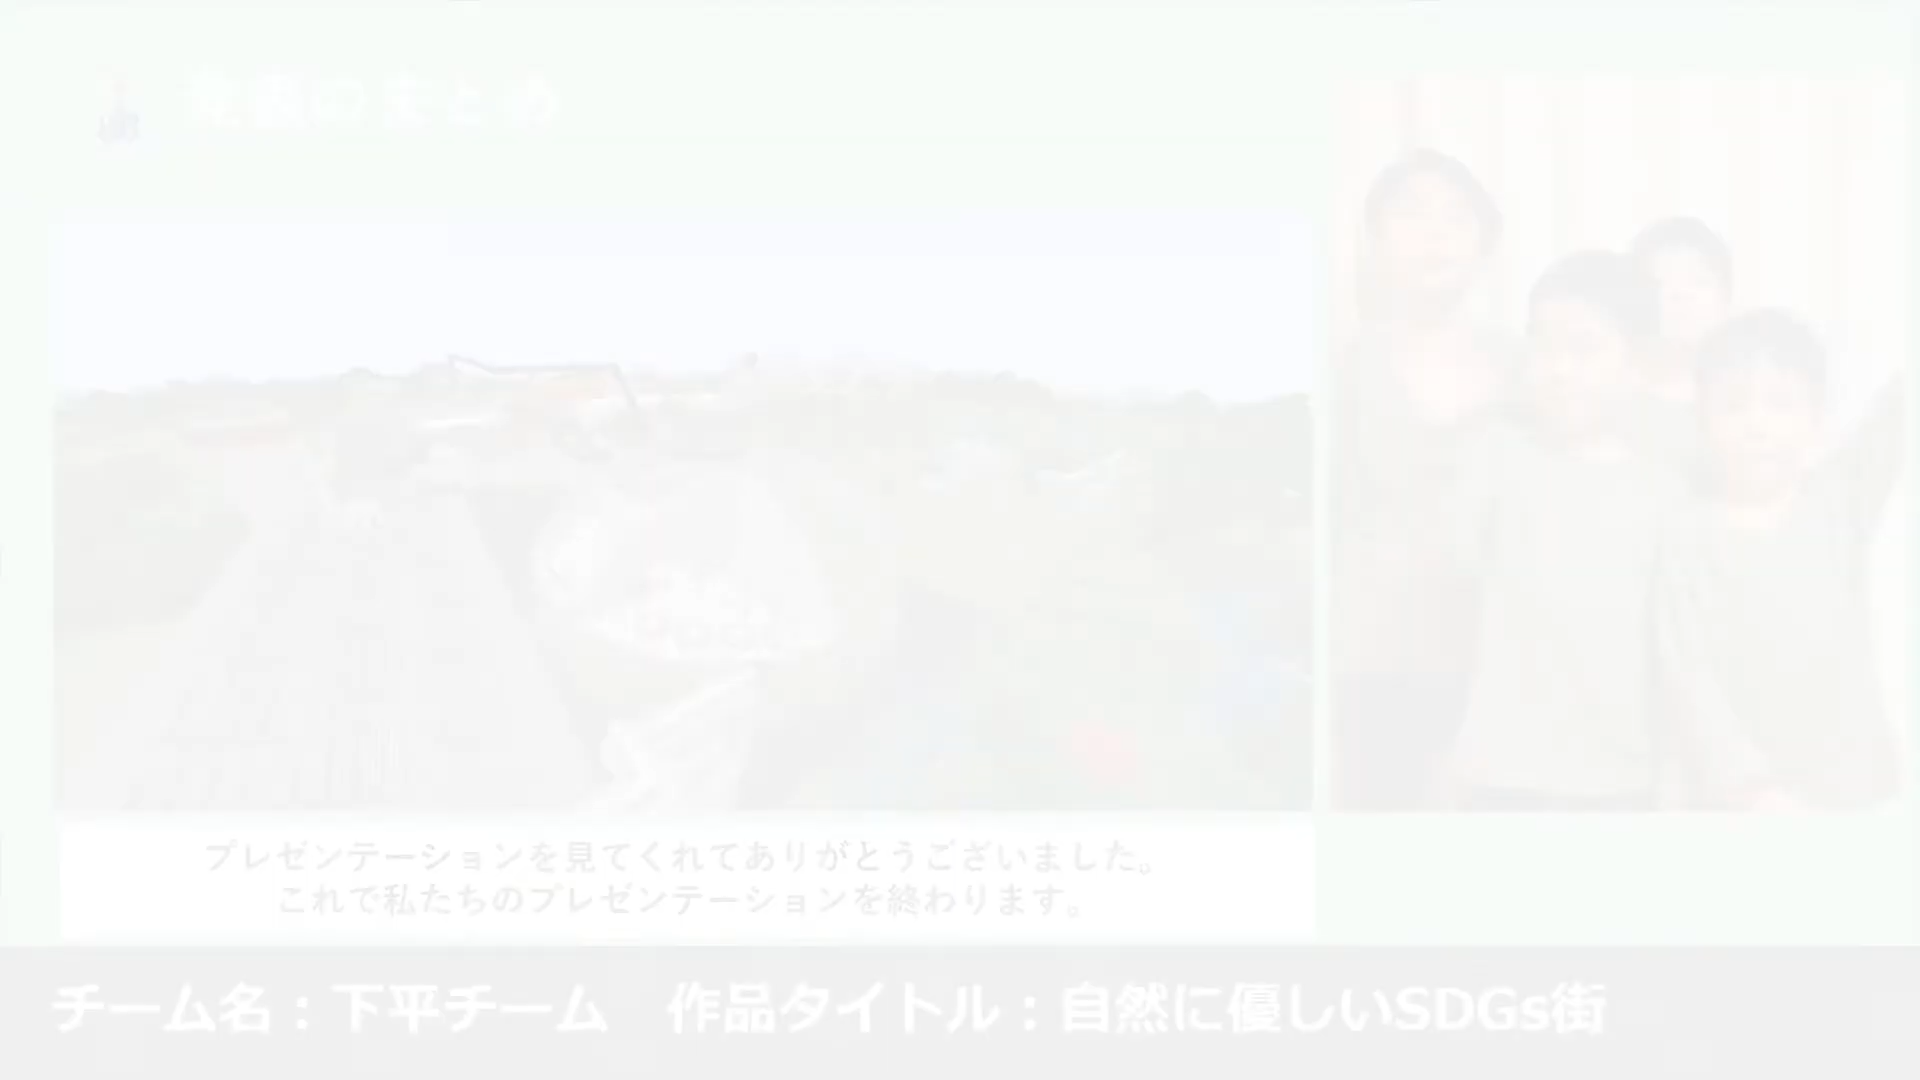 プレゼンテーションを見てくれてありがとうございました。
これで私たちのプレゼンテーションを終わります。
チーム名：下平チーム　作品タイトル：自然に優しいSDGs街